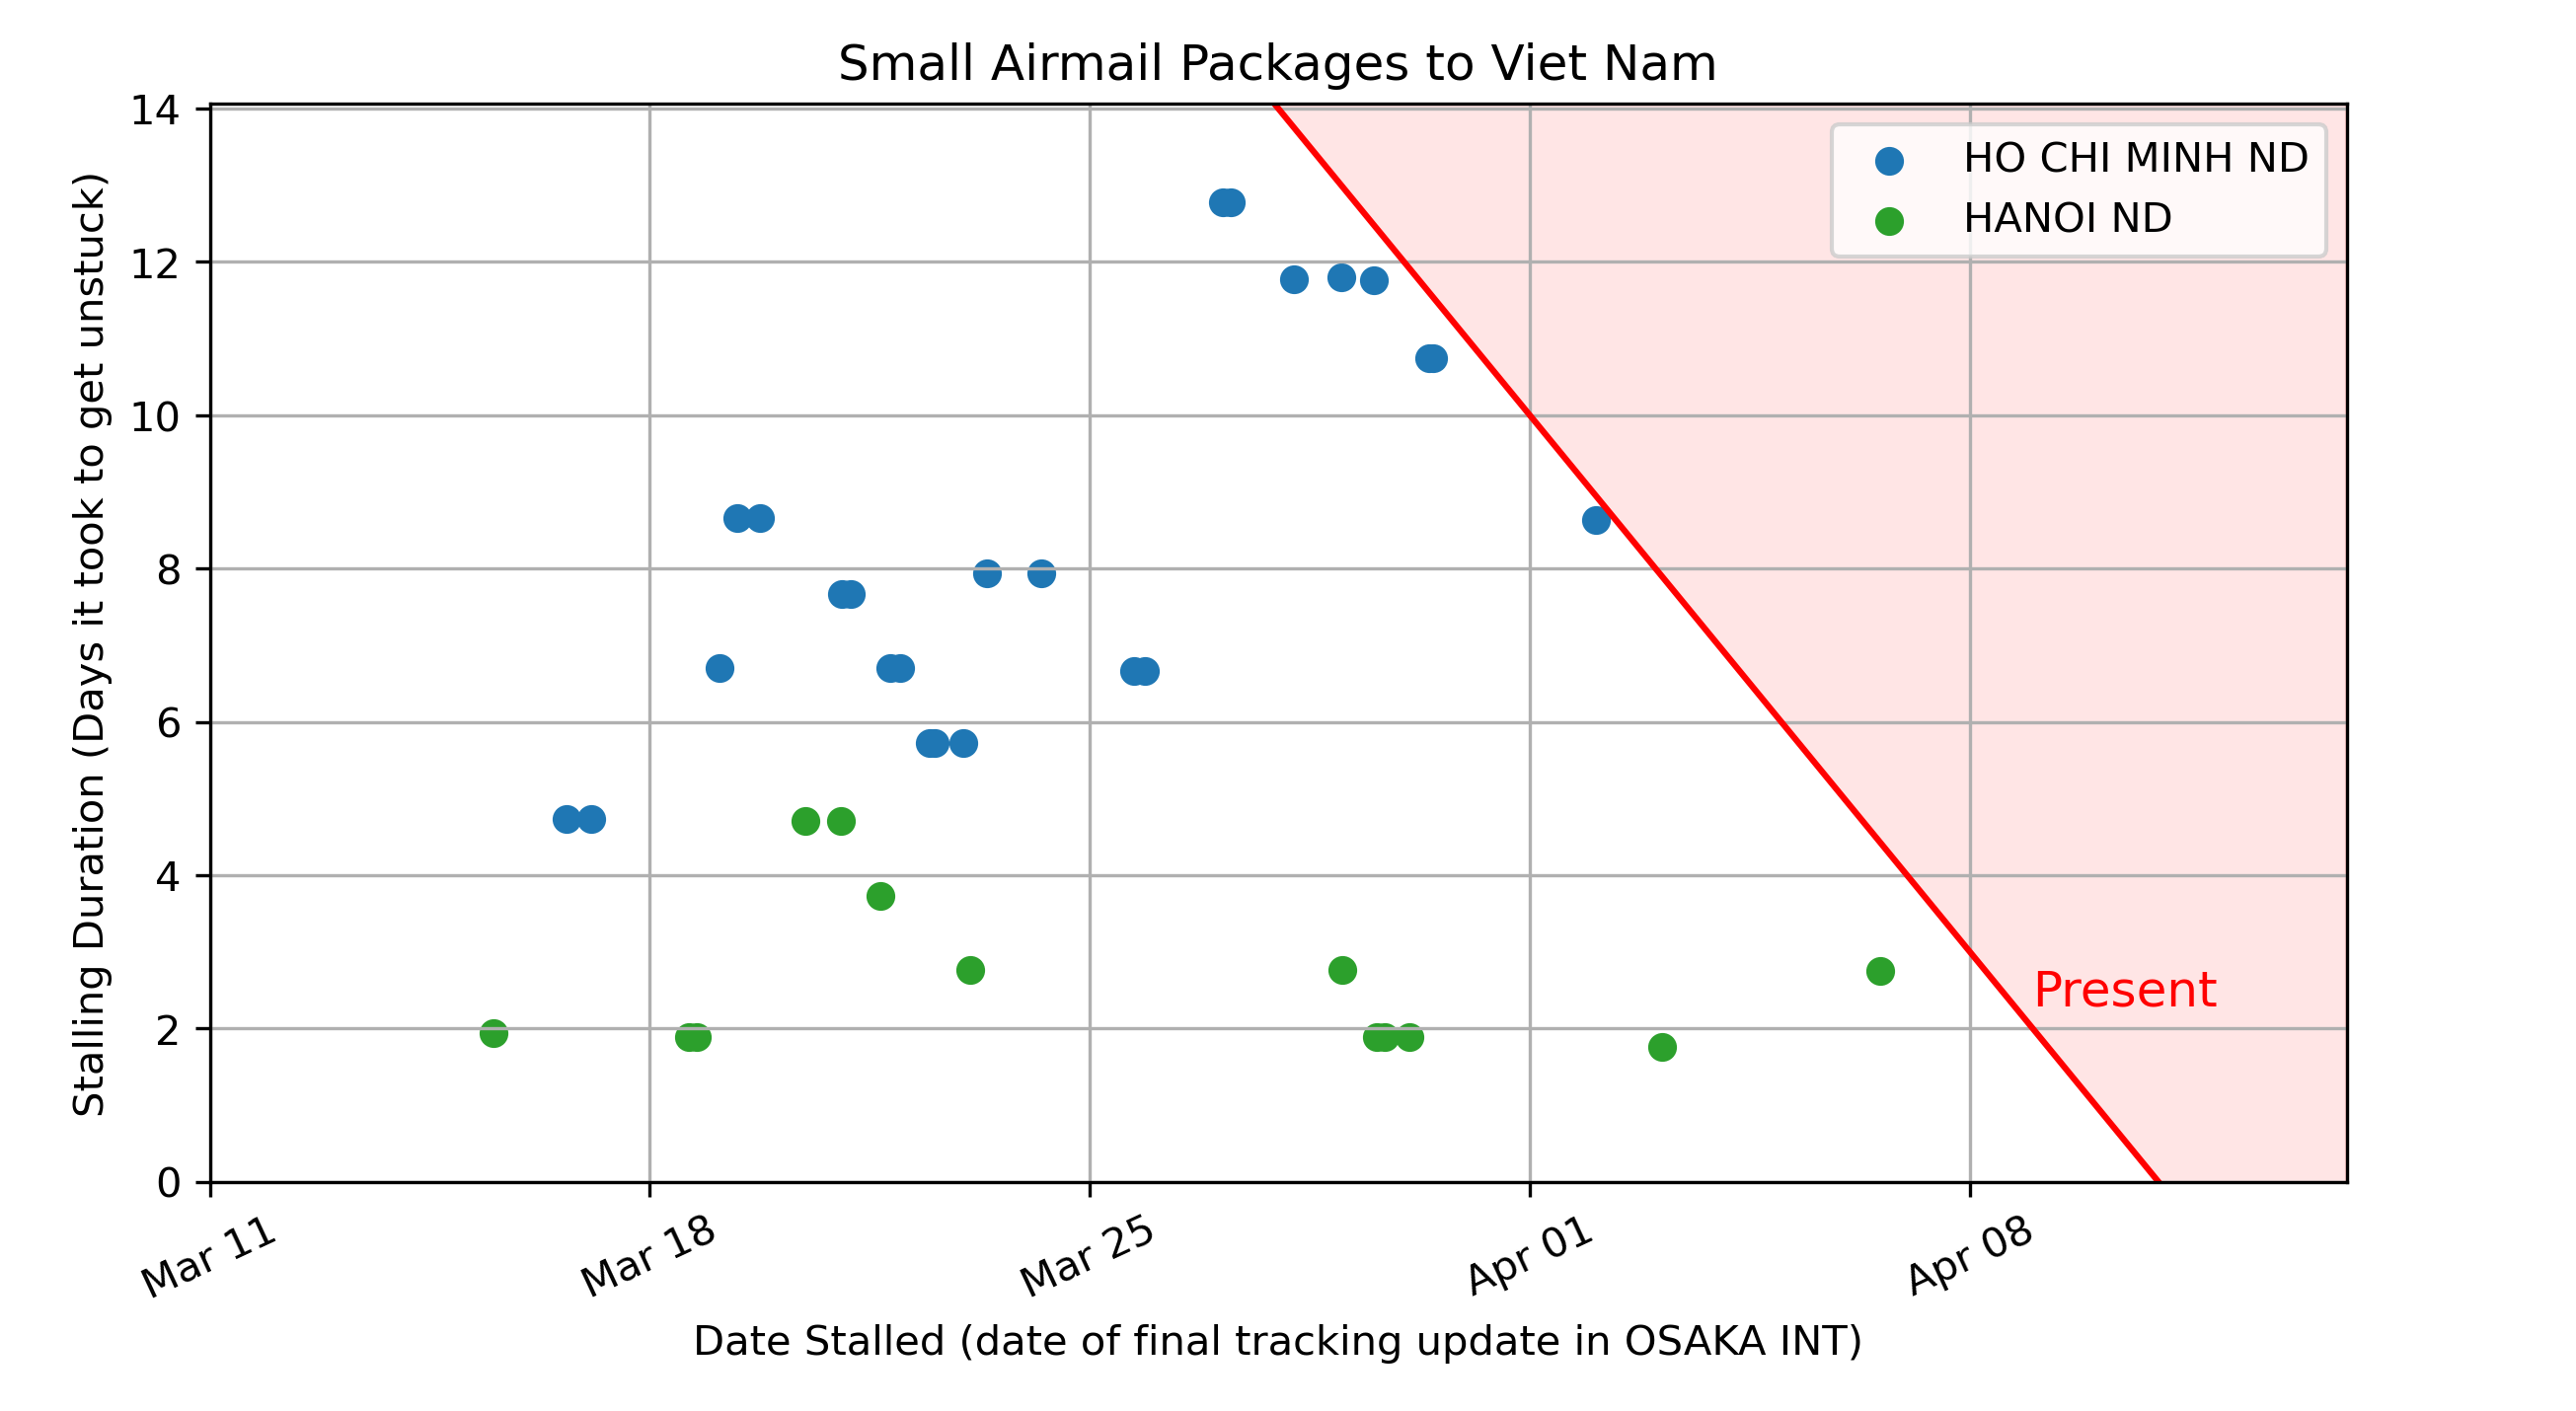 Small Airmail Packages to Viet Nam
Stalling Duration (Days it took to get unstuck)
14
12
10
8
6
4
2
0
HO CHI MINH ND
HANOI ND
Present
Mar 11
Mar 18
Mar 25
Apr 01
Apr 08
Date Stalled (date of final tracking update in OSAKA INT)